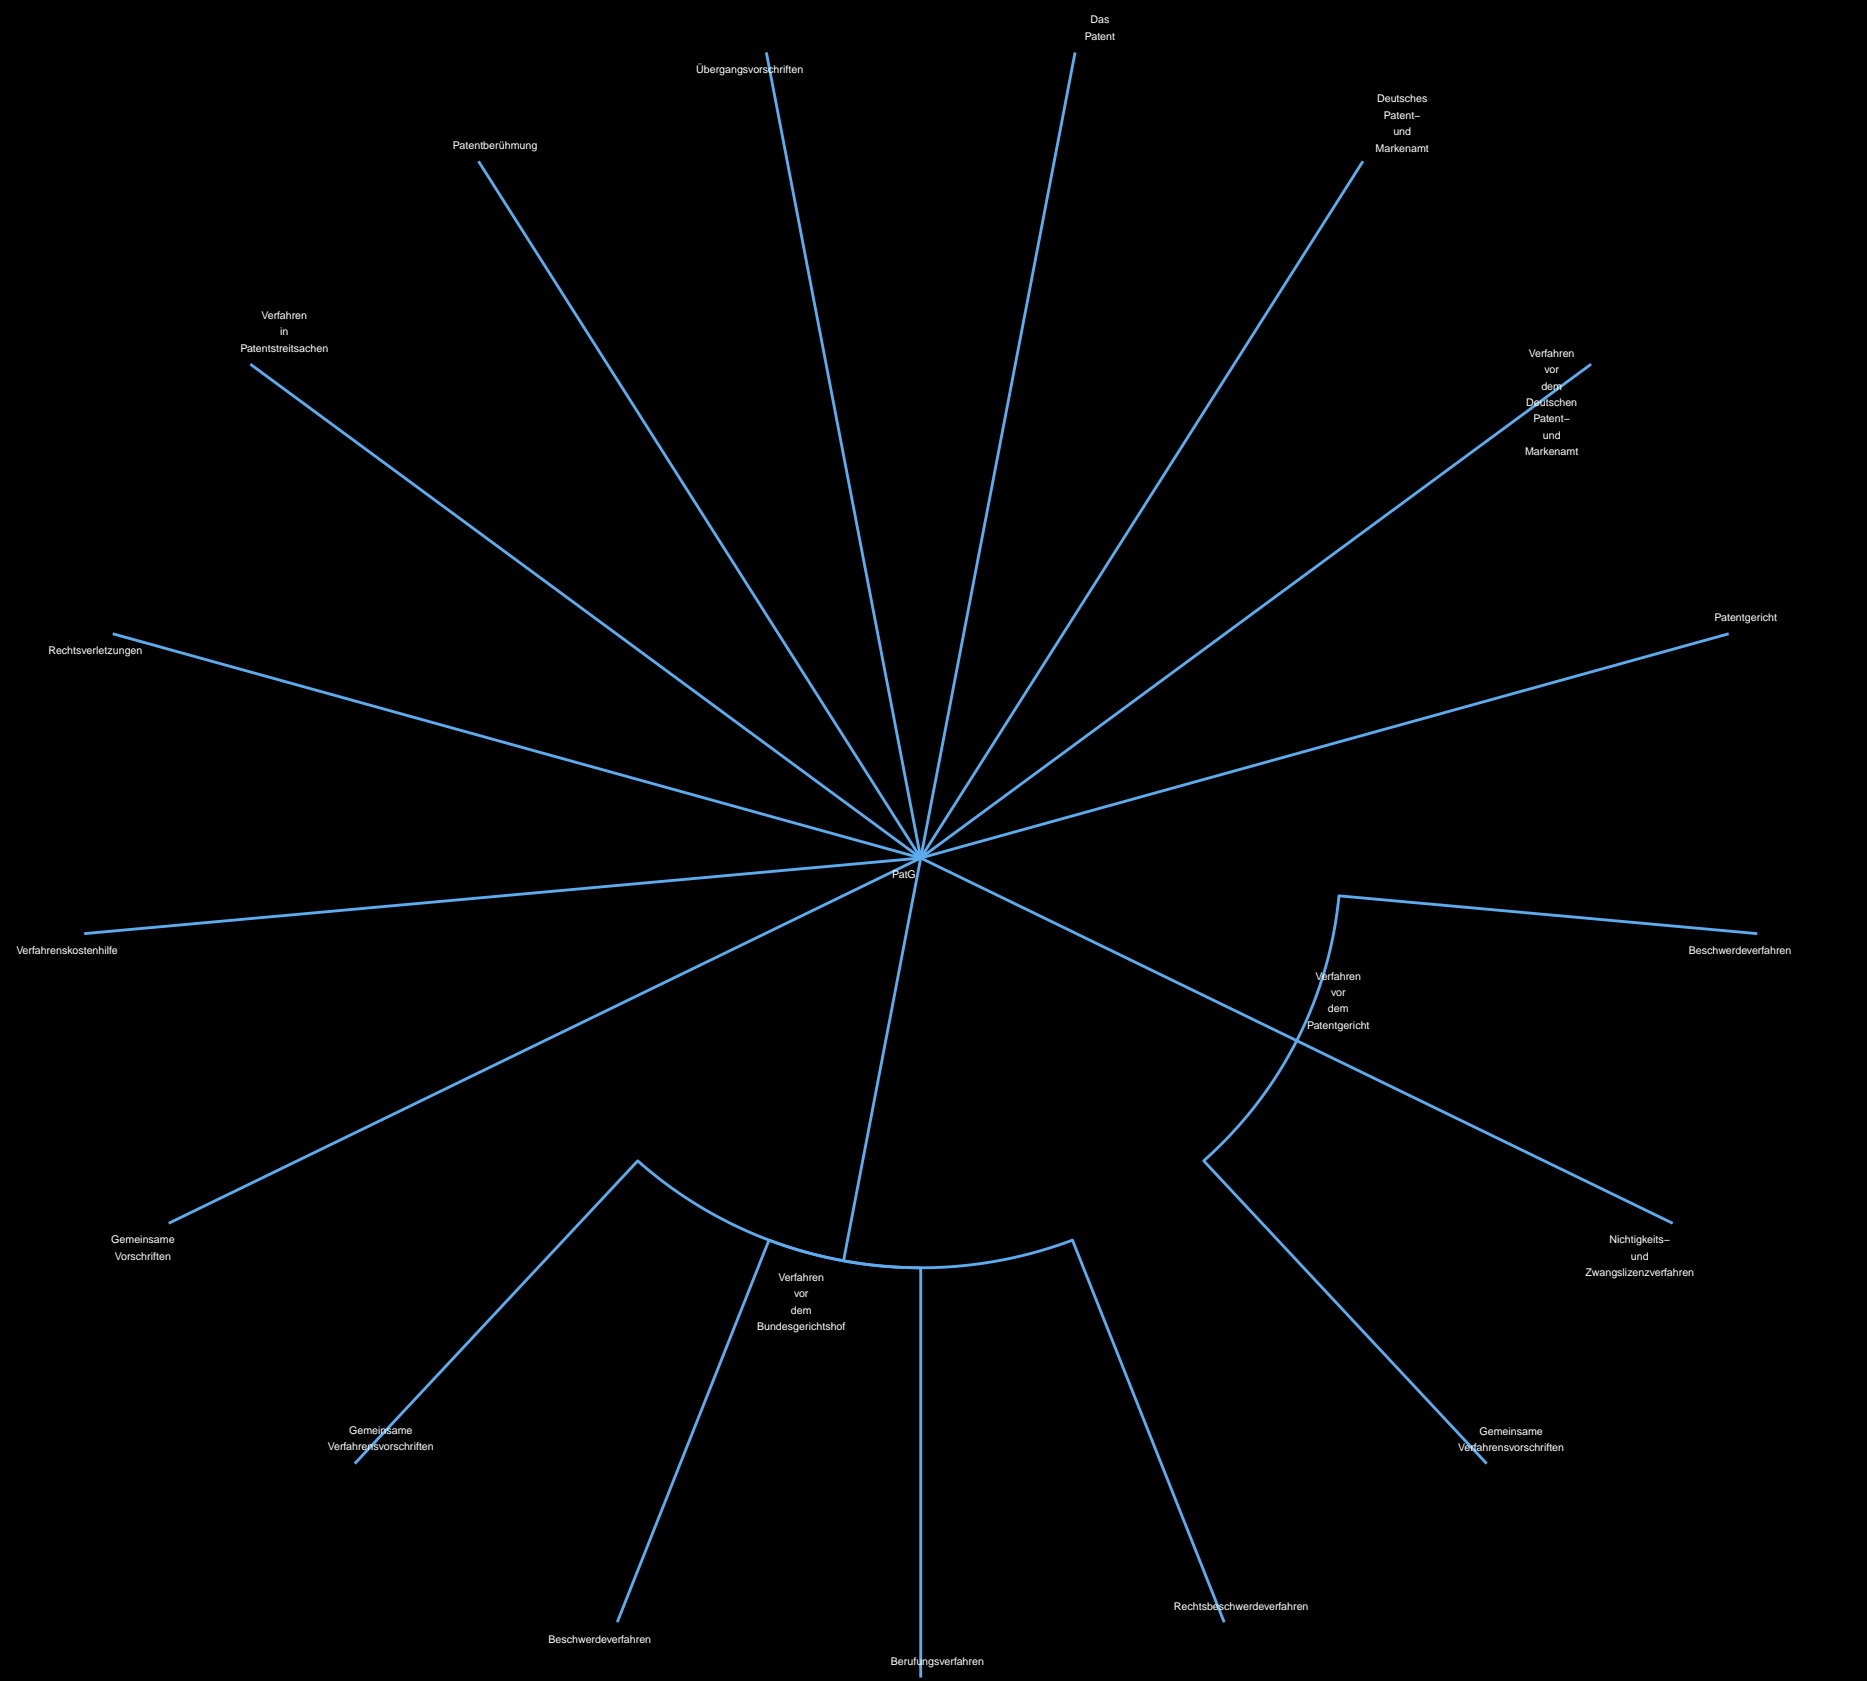 Das
Patent
Übergangsvorschriften
Deutsches
Patent–
und
Markenamt
Patentberühmung
Verfahren
in
Patentstreitsachen
Verfahren
vor
dem
Deutschen
Patent–
und
Markenamt
Patentgericht
Rechtsverletzungen
PatG
Verfahrenskostenhilfe
Beschwerdeverfahren
Verfahren
vor
dem
Patentgericht
Gemeinsame
Vorschriften
Nichtigkeits–
und
Zwangslizenzverfahren
Verfahren
vor
dem
Bundesgerichtshof
Gemeinsame
Verfahrensvorschriften
Gemeinsame
Verfahrensvorschriften
Rechtsbeschwerdeverfahren
Beschwerdeverfahren
Berufungsverfahren